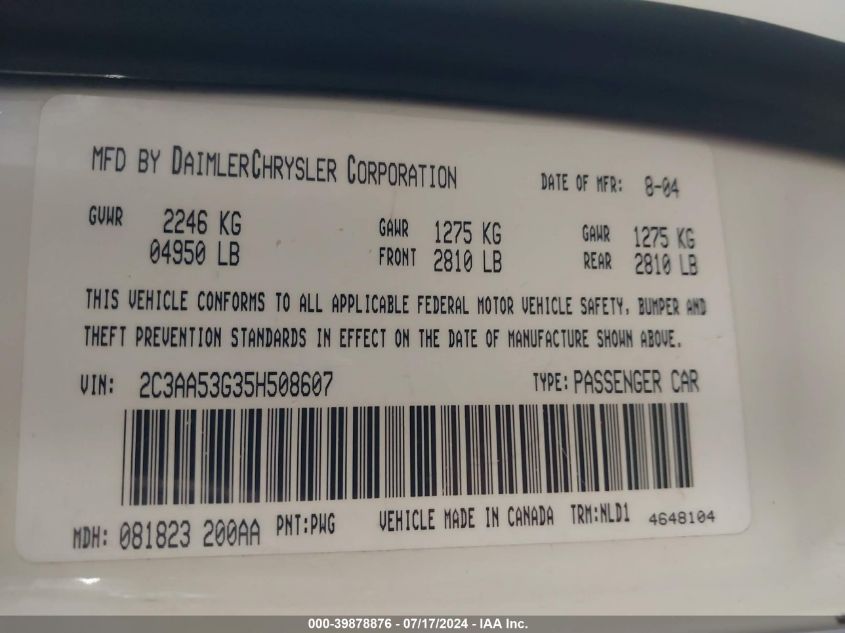 MFD BY DAIMLERCHRYSLER CORPORATION DATE OF MFR: 8-04
GVWR 2246 KG GAWR 1275 KG GAWR 1275 KG
04950 LB FRONT 2810 LB REAR 2810 LB
THIS VEHICLE CONFORMS TO ALL APPLICABLE FEDERAL MOTOR VEHICLE SAFETY, BUMPER AND
THEFT PREVENTION STANDARDS IN EFFECT ON THE DATE OF MANUFACTURE SHOWN ABOVE.
VIN: 2C3AA53G35H508607 TYPE: PASSENGER CAR
MDH: 081823 200AA PNT:PWG VEHICLE MADE IN CANADA TRM:NLD1 4648104
000-39878876 - 07/17/2024 - IAA Inc.